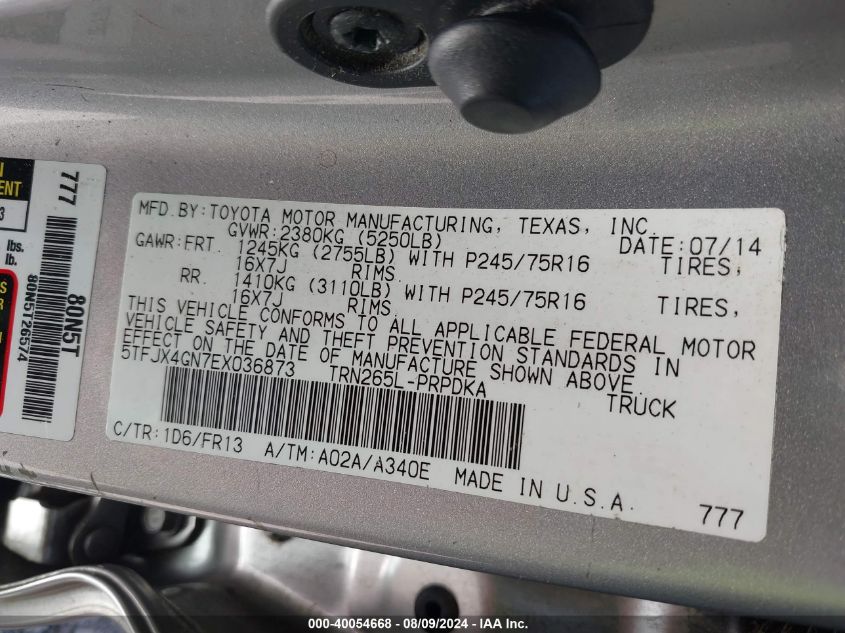 MFD. BY: TOYOTA MOTOR MANUFACTURING, TEXAS, INC.
GVWR: 2380KG (5250LB) DATE: 07/14
GAWR: FRT. 1245KG (2755LB) WITH P245/75R16 TIRES,
16X7J RIMS
RR. 1410KG (3110LB) WITH P245/75R16 TIRES,
16X7J RIMS
THIS VEHICLE CONFORMS TO ALL APPLICABLE FEDERAL MOTOR
VEHICLE SAFETY AND THEFT PREVENTION STANDARDS IN
EFFECT ON THE DATE OF MANUFACTURE SHOWN ABOVE.
5TFJX4GN7EX036873 TRN265L-PRPDKA TRUCK
C/TR: 1D6/FR13 A/TM: A02A/A340E MADE IN U.S.A.
777
777
80N5T
80N5T26574
lbs.
lb.
3
000-40054668 - 08/09/2024 - IAA Inc.